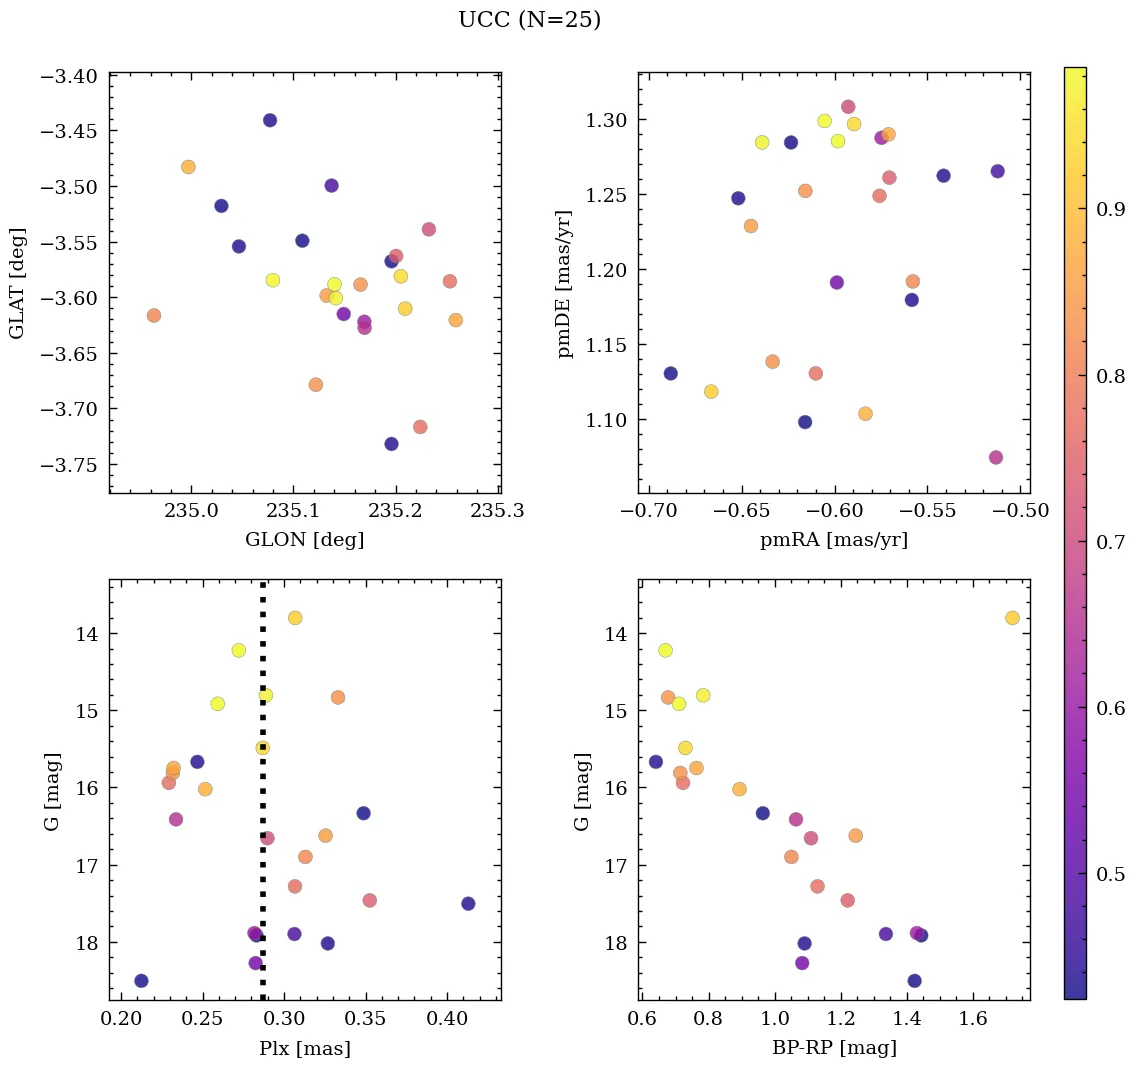 UCC (N=25)
−3.40
−3.45
−3.50
−3.55
−3.60
−3.65
−3.70
−3.75
GLAT [deg]
235.0 235.1 235.2 235.3
GLON [deg]
1.30
1.25
1.20
1.15
1.10
pmDE [mas/yr]
−0.70 −0.65 −0.60 −0.55 −0.50
pmRA [mas/yr]
14
15
16
17
18
G [mag]
0.20 0.25 0.30 0.35 0.40
Plx [mas]
14
15
16
17
18
G [mag]
0.6 0.8 1.0 1.2 1.4 1.6
BP-RP [mag]
0.9
0.8
0.7
0.6
0.5